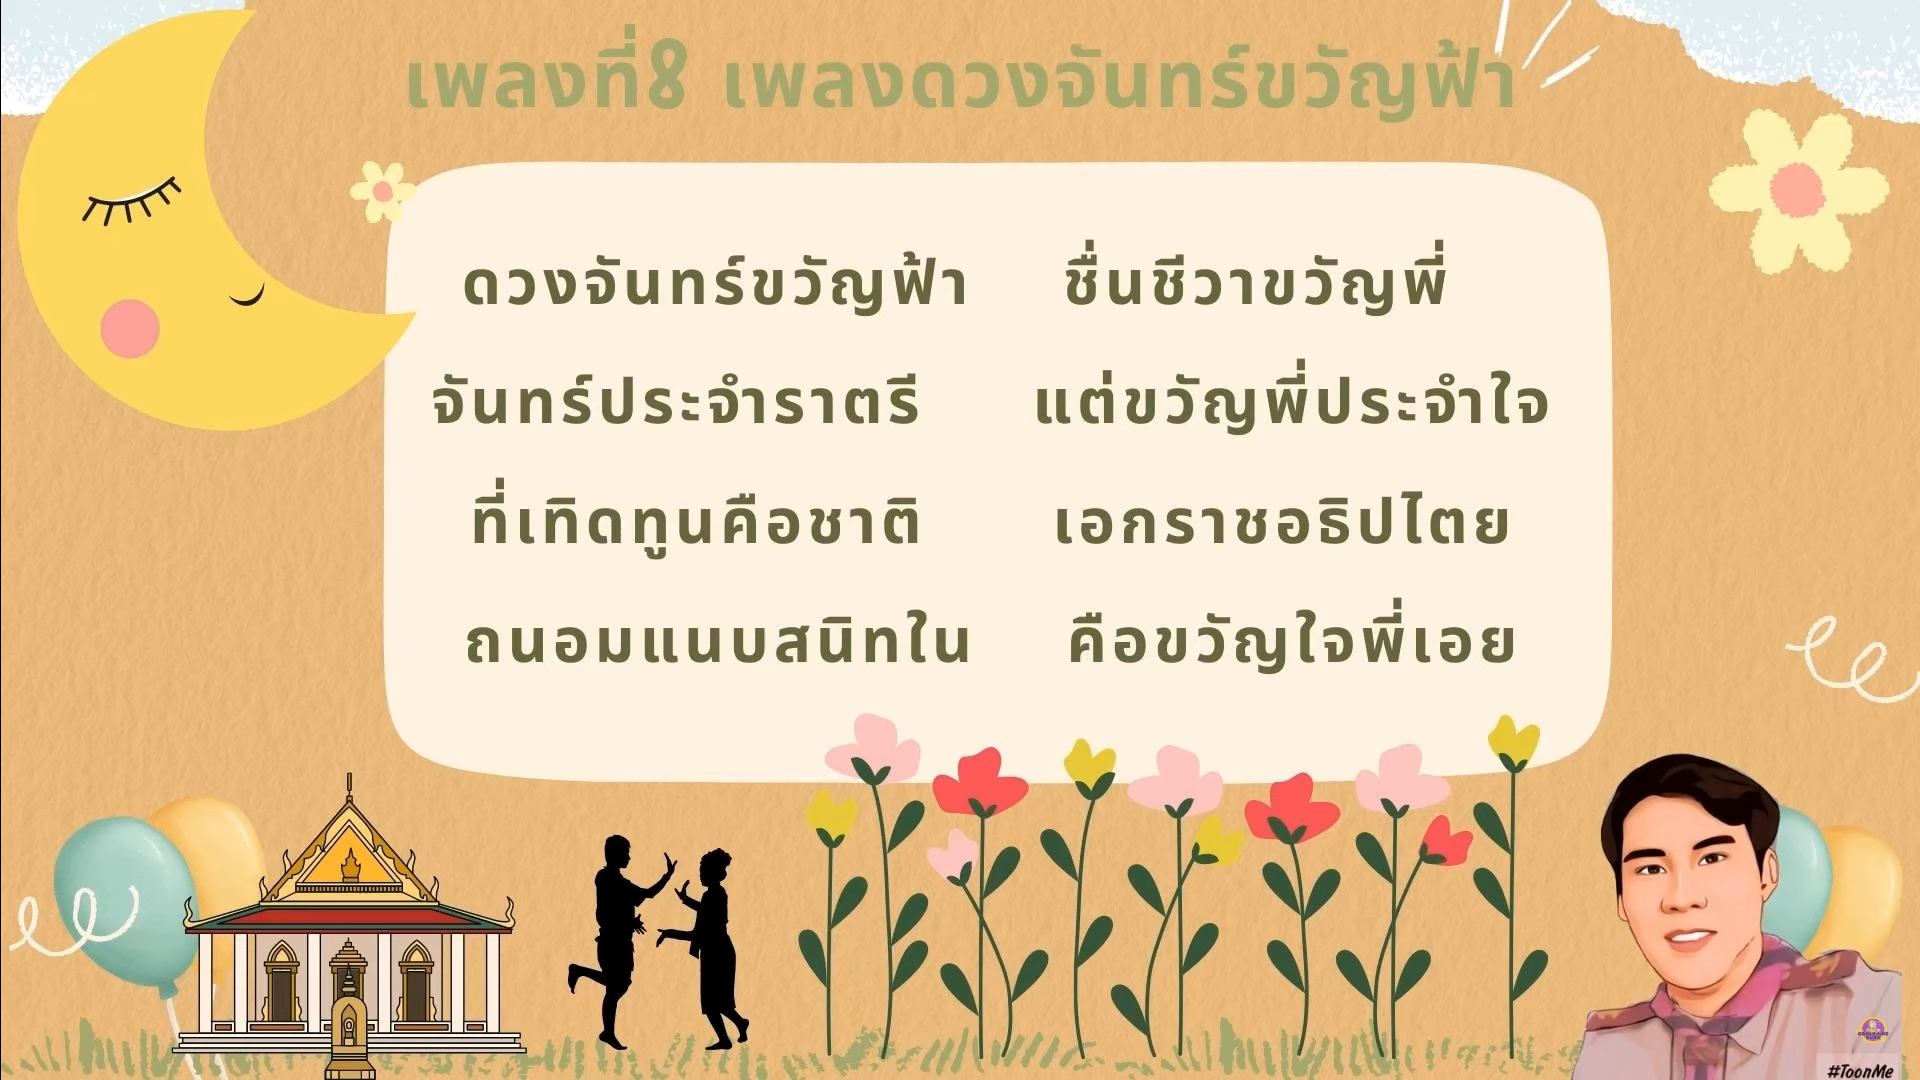 เพลงที่8 เพลงดวงจันทร์ขวัญฟ้า
ดวงจันทร์ขวัญฟ้า ชื่นชีวาขวัญพี่
จันทร์ประจำราตรี แต่ขวัญพี่ประจำใจ
ที่เทิดทูนคือชาติ เอกราชอธิปไตย
ถนอมแนบสนิทใน คือขวัญใจพี่เอย
#ToonMe